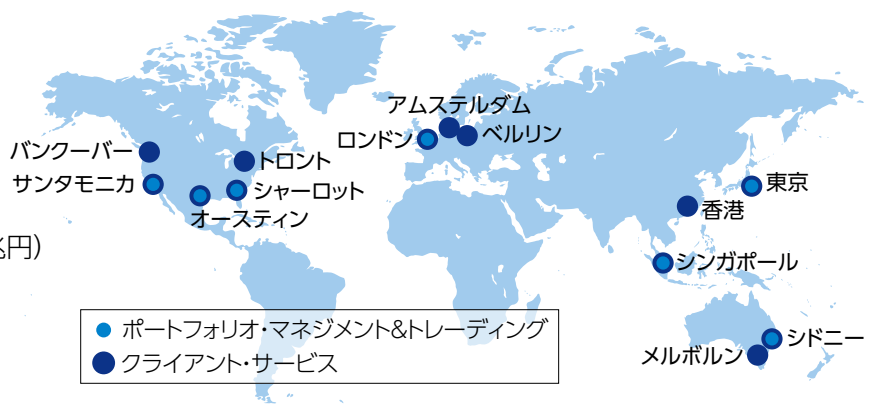 アムステルダム
ロンドン
ベルリン
バンクーバー
トロント
サンタモニカ
シャーロット
オースティン
東京
香港
兆円)
シンガポール
ポートフォリオ・マネジメント&トレーディング
クライアント・サービス
シドニー
メルボルン